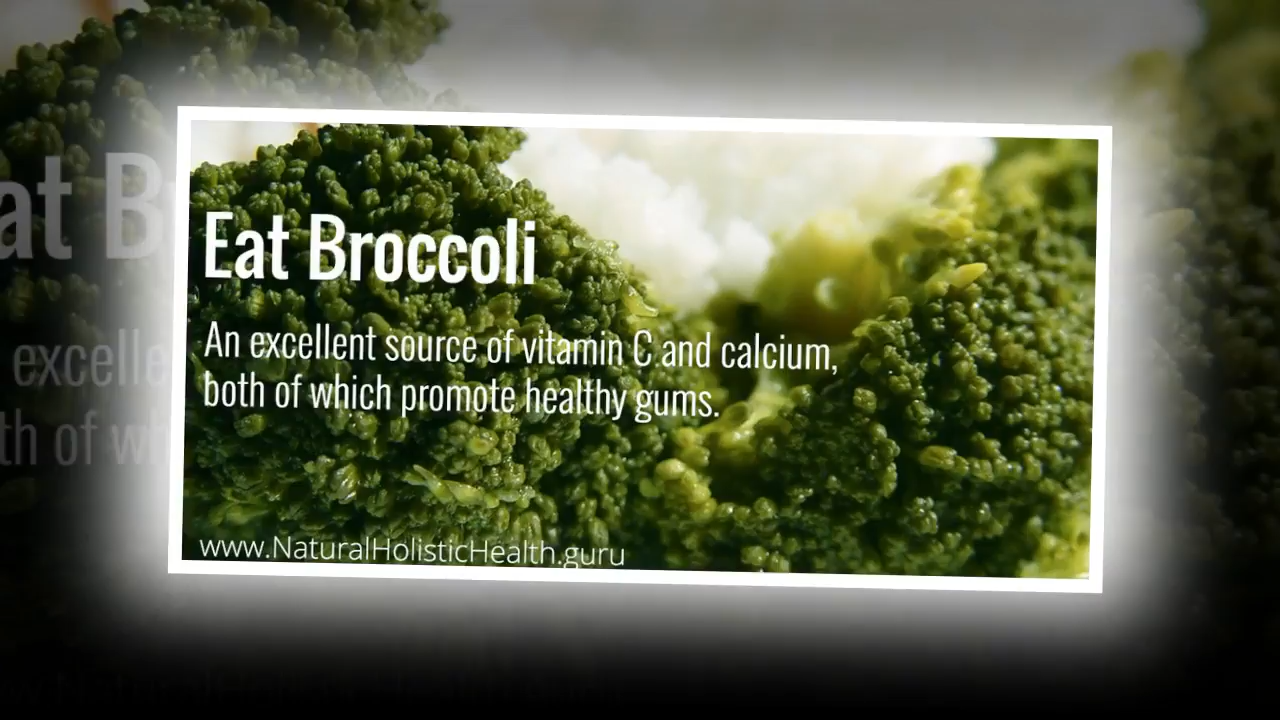 Eat Broccoli
An excellent source of vitamin C and calcium,
both of which promote healthy gums.
www.NaturalHolisticHealth.guru